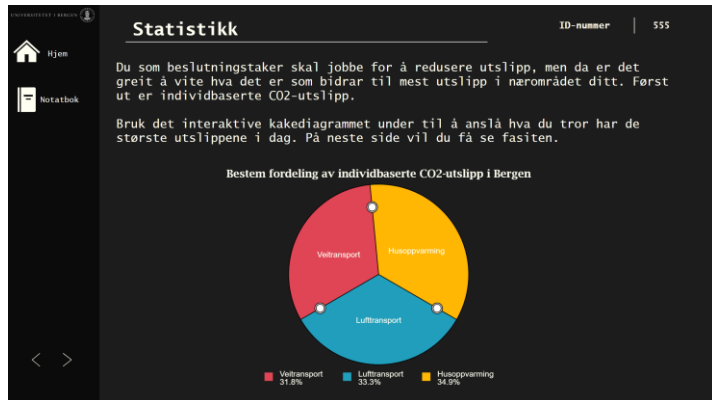 UNIVERSITETET I BERGEN
Hjem
Notatbok
Statistikk
ID-nummer | 555
Du som beslutningstaker skal jobbe for å redusere utslipp, men da er det
greit å vite hva det er som bidrar til mest utslipp i nærområdet ditt. Først
ut er individbaserte CO2-utslipp.
Bruk det interaktive kakediagrammet under til å anslå hva du tror har de
største utslippene i dag. På neste side vil du få se fasiten.
Bestem fordeling av individbaserte CO2-utslipp i Bergen
Veitransport
Husoppvarming
Lufttransport
Veitransport
31.8%
Lufttransport
33.3%
Husoppvarming
34.9%